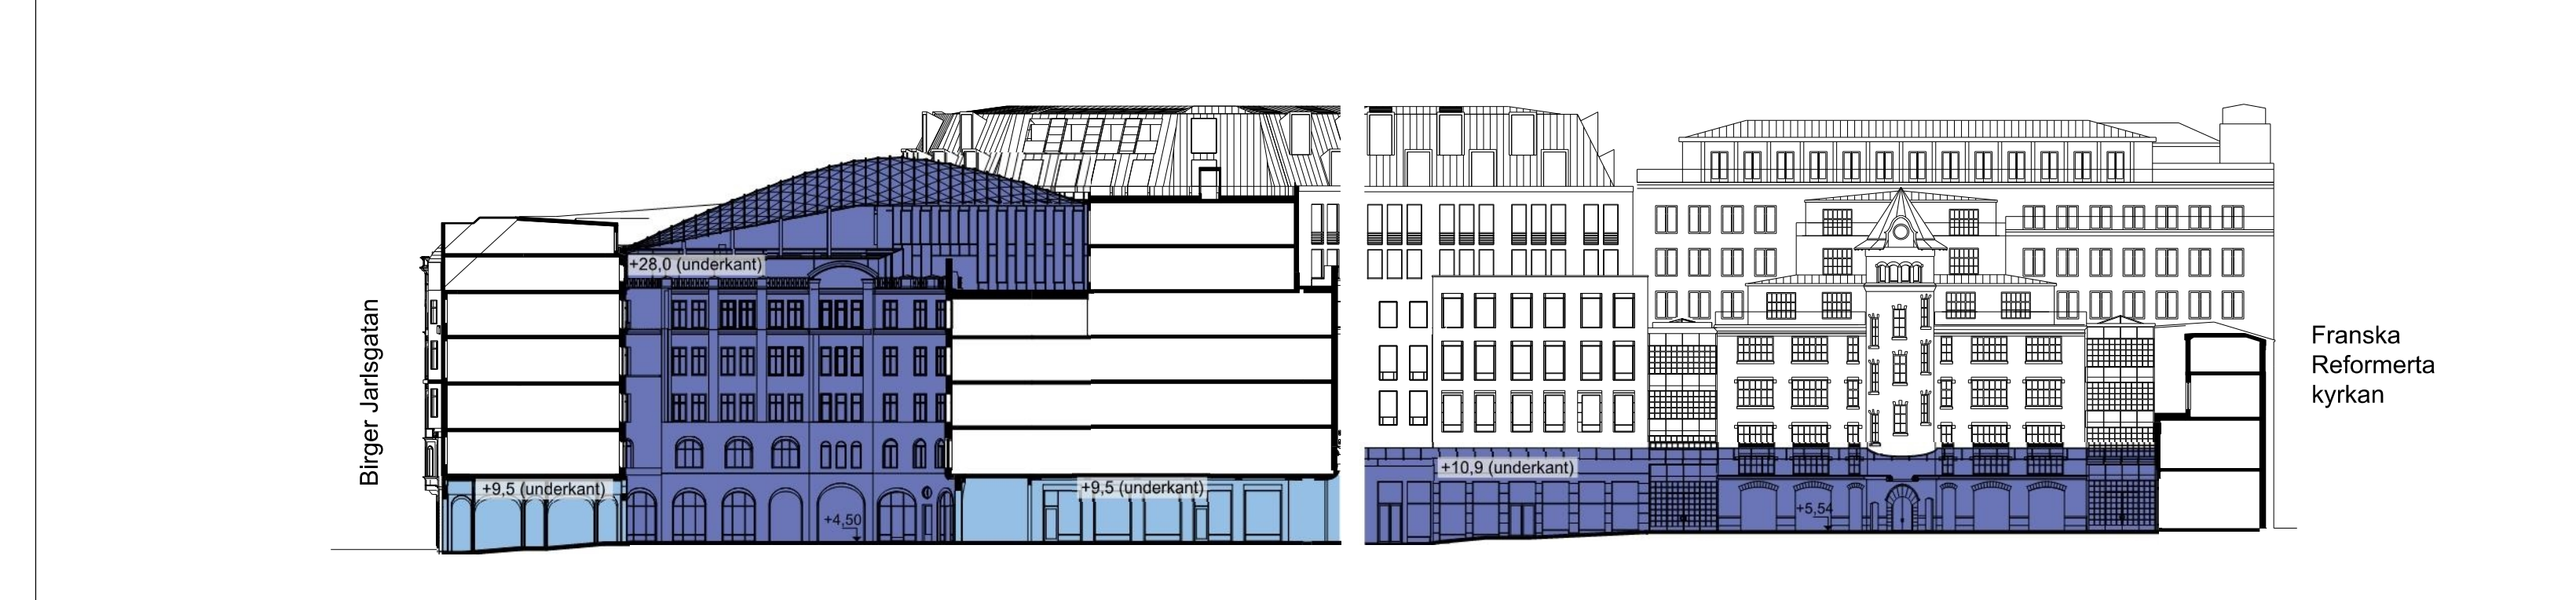 Birger Jarlsgatan
+28,0 (underkant)
+9,5 (underkant)
+4,50
+9,5 (underkant)
+10,9 (underkant)
+5,54
Franska
Reformerta
kyrkan